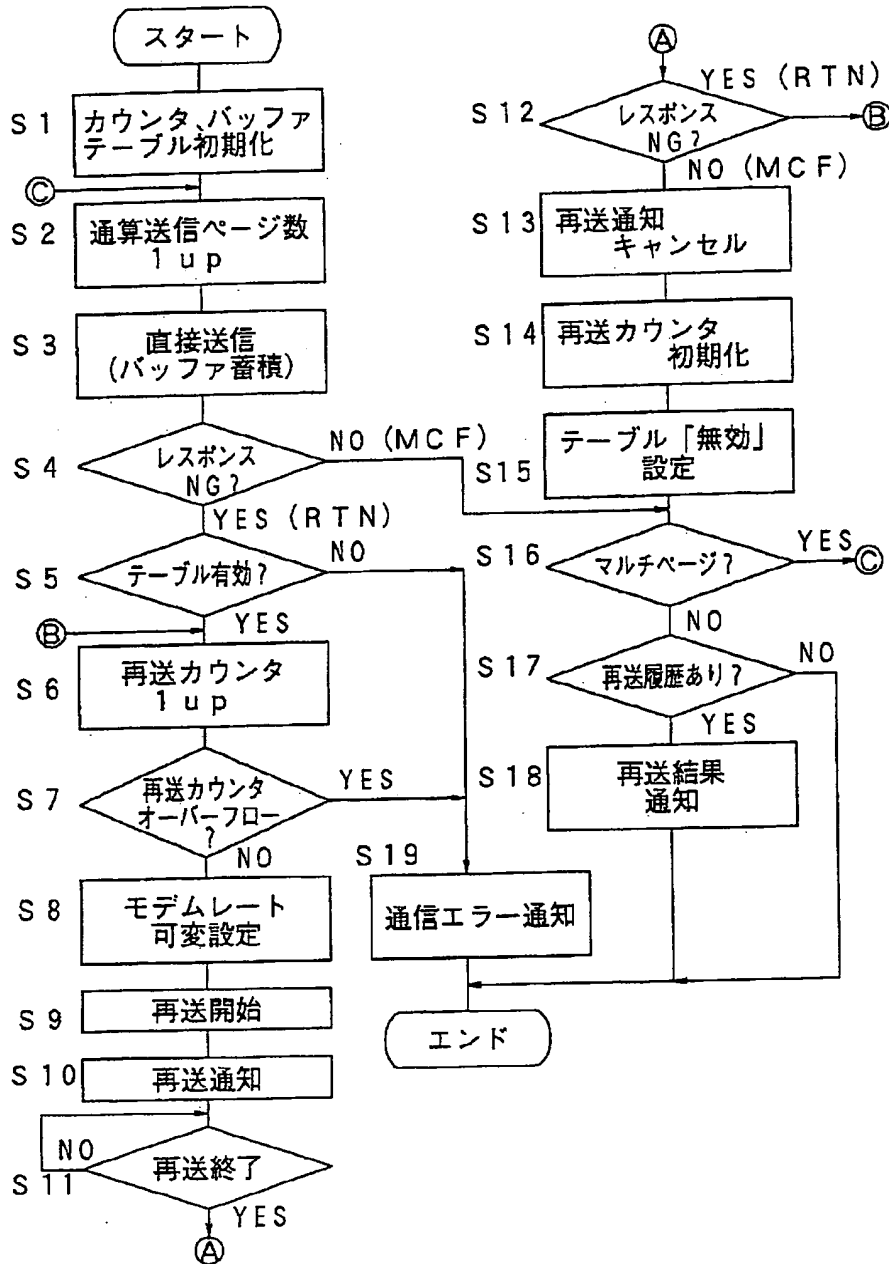 スタート
S1
カウンタ、バッファ
テーブル初期化
Ⓒ
S2
通算送信ページ数
1up
S3
直接送信
(バッファ蓄積)
S4
レスポンス
NG?
NO(MCF)
YES(RTN)
S5
テーブル有効?
NO
YES
Ⓑ
S6
再送カウンタ
1up
S7
再送カウンタ
オーバーフロー
?
YES
NO
S8
モデムレート
可変設定
S9
再送開始
S10
再送通知
S11
再送終了
NO
YES
Ⓐ
Ⓐ
S12
レスポンス
NG?
YES(RTN)
Ⓑ
NO(MCF)
S13
再送通知
キャンセル
S14
再送カウンタ
初期化
S15
テーブル「無効」
設定
S16
マルチページ?
YES
Ⓒ
NO
S17
再送履歴あり?
NO
YES
S18
再送結果
通知
S19
通信エラー通知
エンド